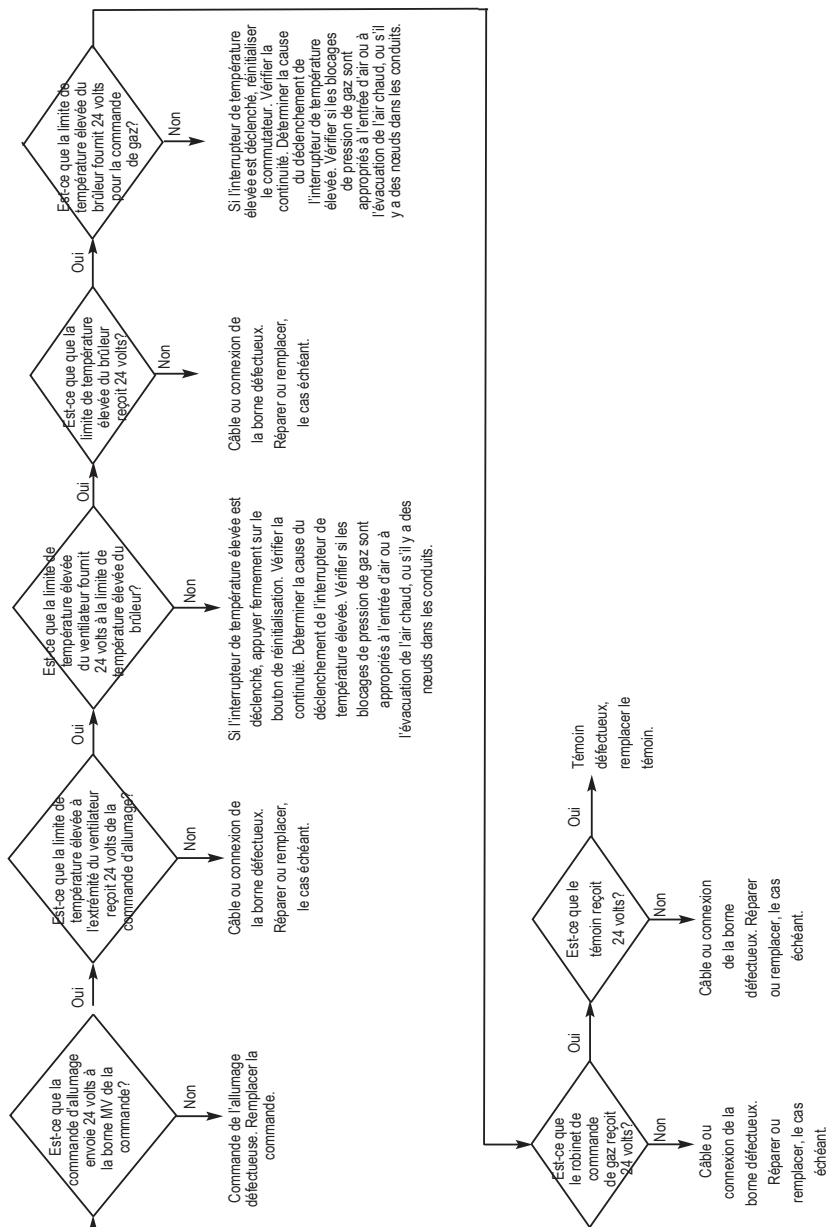 Est-ce que la
commande d'allumage
envoie 24 volts à
la borne MV de la
commande?
Oui
Non
Commande de l'allumage
défectueuse. Remplacer la
commande.
Est-ce que la limite de
température élevée à
l'extrémité du ventilateur
reçoit 24 volts de la
commande d'allumage?
Oui
Non
Câble ou connexion de
la borne défectueux.
Réparer ou remplacer,
le cas échéant.
Est-ce que la limite de
température élevée
du ventilateur fournit
24 volts à la limite de
température élevée du
brûleur?
Oui
Non
Si l'interrupteur de température élevée est
déclenché, appuyer fermement sur le
bouton de réinitialisation. Vérifier la
continuité. Déterminer la cause du
déclenchement de l'interrupteur de
température élevée. Vérifier si les
blocages de pression de gaz sont
appropriés à l'entrée d'air ou à
l'évacuation de l'air chaud, ou s'il y a des
nœuds dans les conduits.
Est-ce que que la
limite de température
élevée du brûleur
reçoit 24 volts?
Oui
Non
Câble ou connexion de
la borne défectueux.
Réparer ou remplacer,
le cas échéant.
Est-ce que la limite de
température élevée du
brûleur fournit 24 volts
pour la commande
de gaz?
Non
Si l'interrupteur de température
élevée est déclenché, réinitialiser
le commutateur. Vérifier la
continuité. Déterminer la cause
du déclenchement de
l'interrupteur de température
élevée. Vérifier si les blocages
de pression de gaz sont
appropriés à l'entrée d'air ou à
l'évacuation de l'air chaud, ou s'il
y a des nœuds dans les conduits.
Est-ce que
le robinet de
commande
de gaz reçoit
24 volts?
Oui
Non
Câble ou
connexion de la
borne défectueux.
Réparer ou
remplacer, le cas
échéant.
Est-ce que le
témoin reçoit
24 volts?
Oui
Non
Câble ou connexion
de la borne
défectueux. Réparer
ou remplacer, le cas
échéant.
Témoin
défectueux,
remplacer le
témoin.